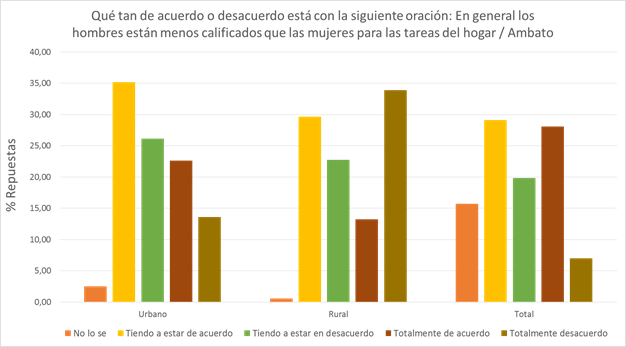 Qué tan de acuerdo o desacuerdo está con la siguiente oración: En general los
hombres están menos calificados que las mujeres para las tareas del hogar / Ambato
% Repuestas
40,00
35,00
30,00
25,00
20,00
15,00
10,00
5,00
0,00
Urbano Rural Total
No lo se Tiendo a estar de acuerdo Tiendo a estar en desacuerdo Totalmente de acuerdo Totalmente desacuerdo